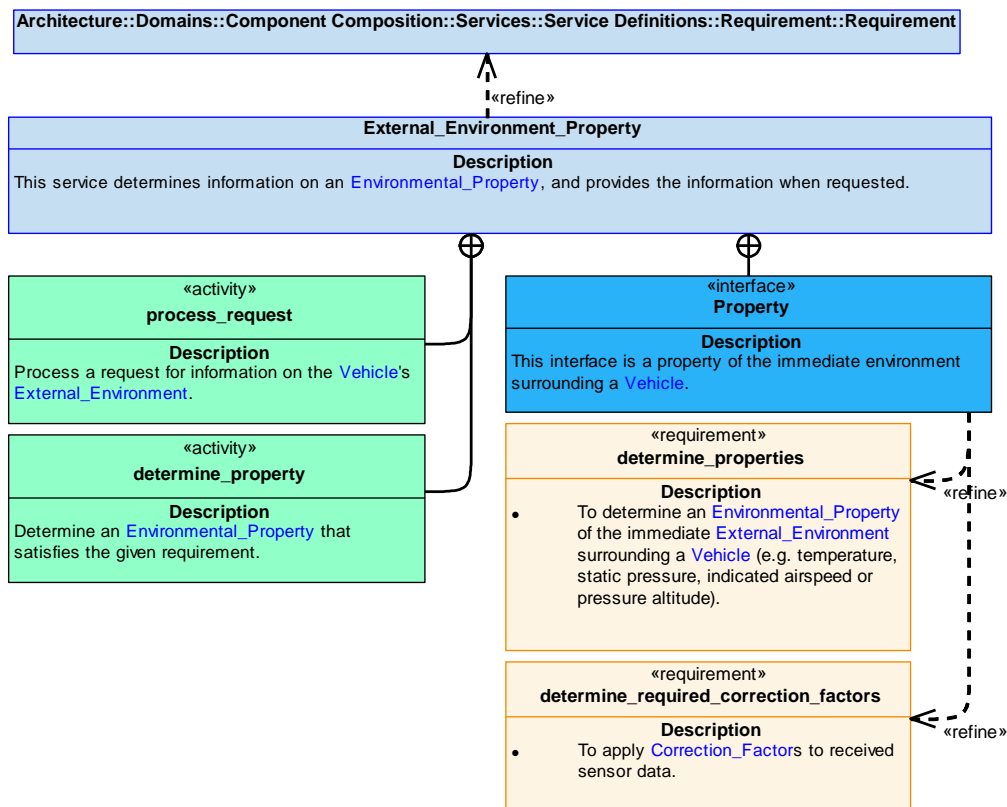 Architecture::Domains::Component Composition::Services::Service Definitions::Requirement::Requirement
«refine»
External_Environment_Property
Description
This service determines information on an Environmental_Property, and provides the information when requested.
«activity»
process_request
Description
Process a request for information on the Vehicle's
External_Environment.
«interface»
Property
Description
This interface is a property of the immediate environment
surrounding a Vehicle.
«activity»
determine_property
Description
Determine an Environmental_Property that
satisfies the given requirement.
«requirement»
determine_properties
Description
• To determine an Environmental_Property
of the immediate External_Environment
surrounding a Vehicle (e.g. temperature,
static pressure, indicated airspeed or
pressure altitude).
«refine»
«requirement»
determine_required_correction_factors
Description
• To apply Correction_Factors to received
sensor data.
«refine»